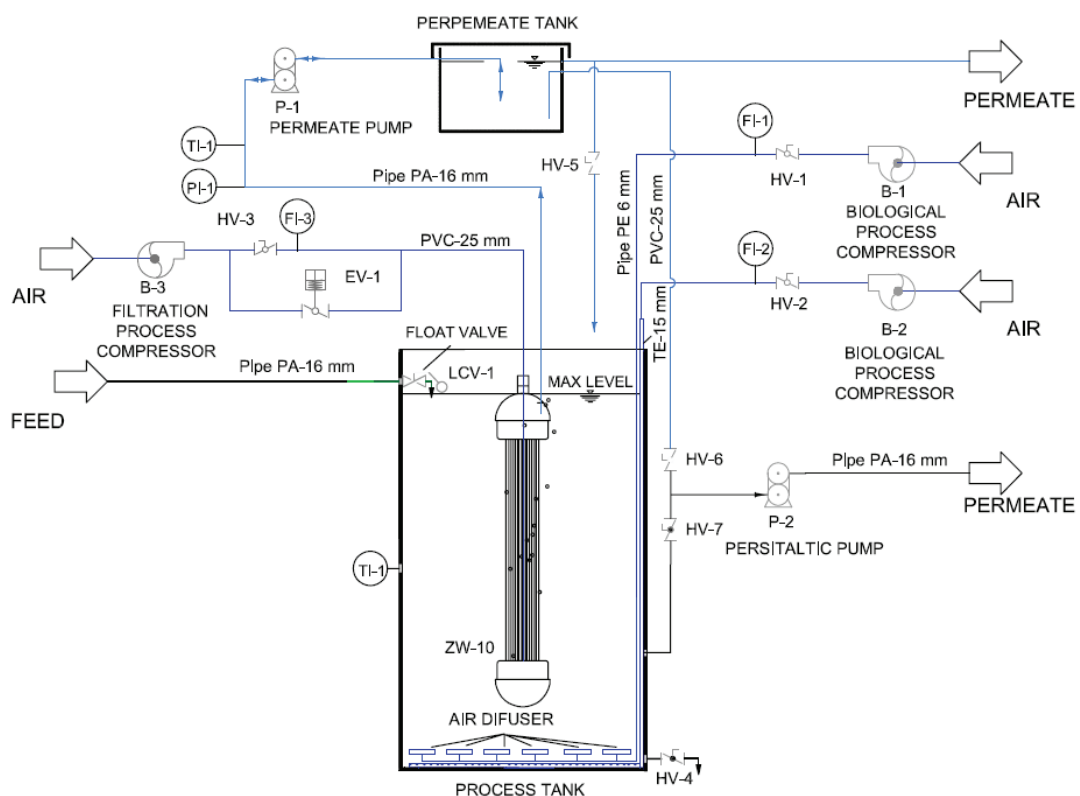 PERPEMEATE TANK
P-1
PERMEATE PUMP
PERMEATE
TI-1
PI-1
Pipe PA-16 mm
HV-5
FI-1
HV-1
B-1
BIOLOGICAL
PROCESS
COMPRESSOR
AIR
Pipe PE 6 mm
PVC-25 mm
HV-3
FI-3
PVC-25 mm
EV-1
AIR
B-3
FILTRATION
PROCESS
COMPRESSOR
FI-2
HV-2
B-2
BIOLOGICAL
PROCESS
COMPRESSOR
AIR
TE-15 mm
FLOAT VALVE
LCV-1
MAX LEVEL
Pipe PA-16 mm
FEED
HV-6
Pipe PA-16 mm
PERMEATE
P-2
PERSITALTIC PUMP
HV-7
TI-1
ZW-10
AIR DIFUSER
HV-4
PROCESS TANK